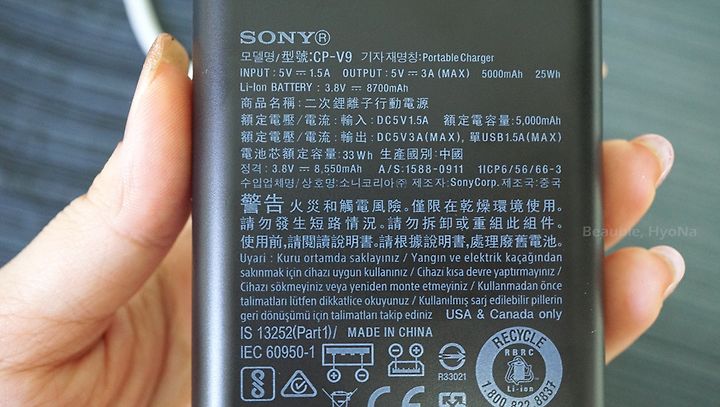 SONY®
모델명/型號:CP-V9 기자재명칭:Portable Charger
INPUT : 5V ⎓ 1.5A OUTPUT : 5V ⎓ 3A(MAX) 5000mAh 25Wh
Li-Ion BATTERY : 3.8V ⎓ 8700mAh
商品名稱:二次鋰離子行動電源
額定電壓/電流:輸入:DC5V1.5A 額定電容量:5,000mAh
額定電壓/電流:輸出:DC5V3A(MAX), 單USB1.5A(MAX)
電池芯額定容量:33Wh 生產國別:中國
정격 : 3.8V ⎓ 8,550mAh A/S:1588-0911 1ICP6/56/66-3
수입업체명/상호명:소니코리아㈜ 제조자:SonyCorp. 제조국:중국
警告 火災和觸電風險。僅限在乾燥環境使用。
請勿發生短路情況。請勿拆卸或重組此組件。
使用前,請閱讀說明書。請根據說明書,處理廢舊電池。
Uyari : Kuru ortamda saklayınız / Yangın ve elektrik kaçağından
sakınmak için cihazı uygun kullanınız / Cihazı kısa devre yaptırmayınız /
Cihazı sökmeyiniz veya yeniden monte etmeyiniz / Kullanmadan önce
talimatları lütfen dikkatlice okuyunuz / Kullanılmış sarj edilebilir pillerin
geri dönüşümü için talimatları takip ediniz USA & Canada only
IS 13252(Part1)/ MADE IN CHINA
IEC 60950-1
R33021
RECYCLE
RBRC
Li-ion
1.800.822.8837
CE
Beaubie, HyoNa